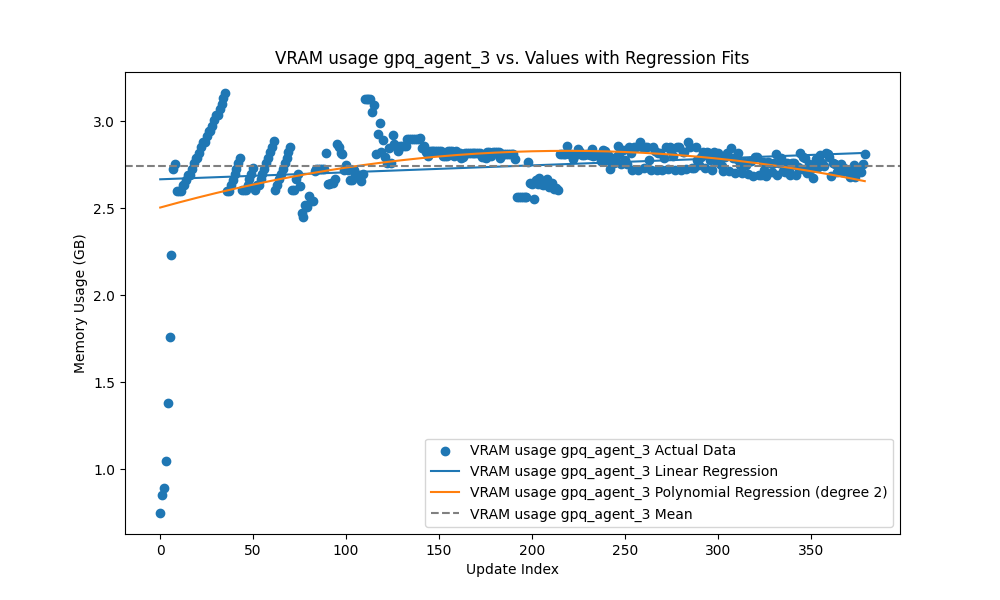 VRAM usage gpq_agent_3 vs. Values with Regression Fits
Memory Usage (GB)
3.0
2.5
2.0
1.5
1.0
VRAM usage gpq_agent_3 Actual Data
VRAM usage gpq_agent_3 Linear Regression
VRAM usage gpq_agent_3 Polynomial Regression (degree 2)
VRAM usage gpq_agent_3 Mean
0 50 100 150 200 250 300 350
Update Index